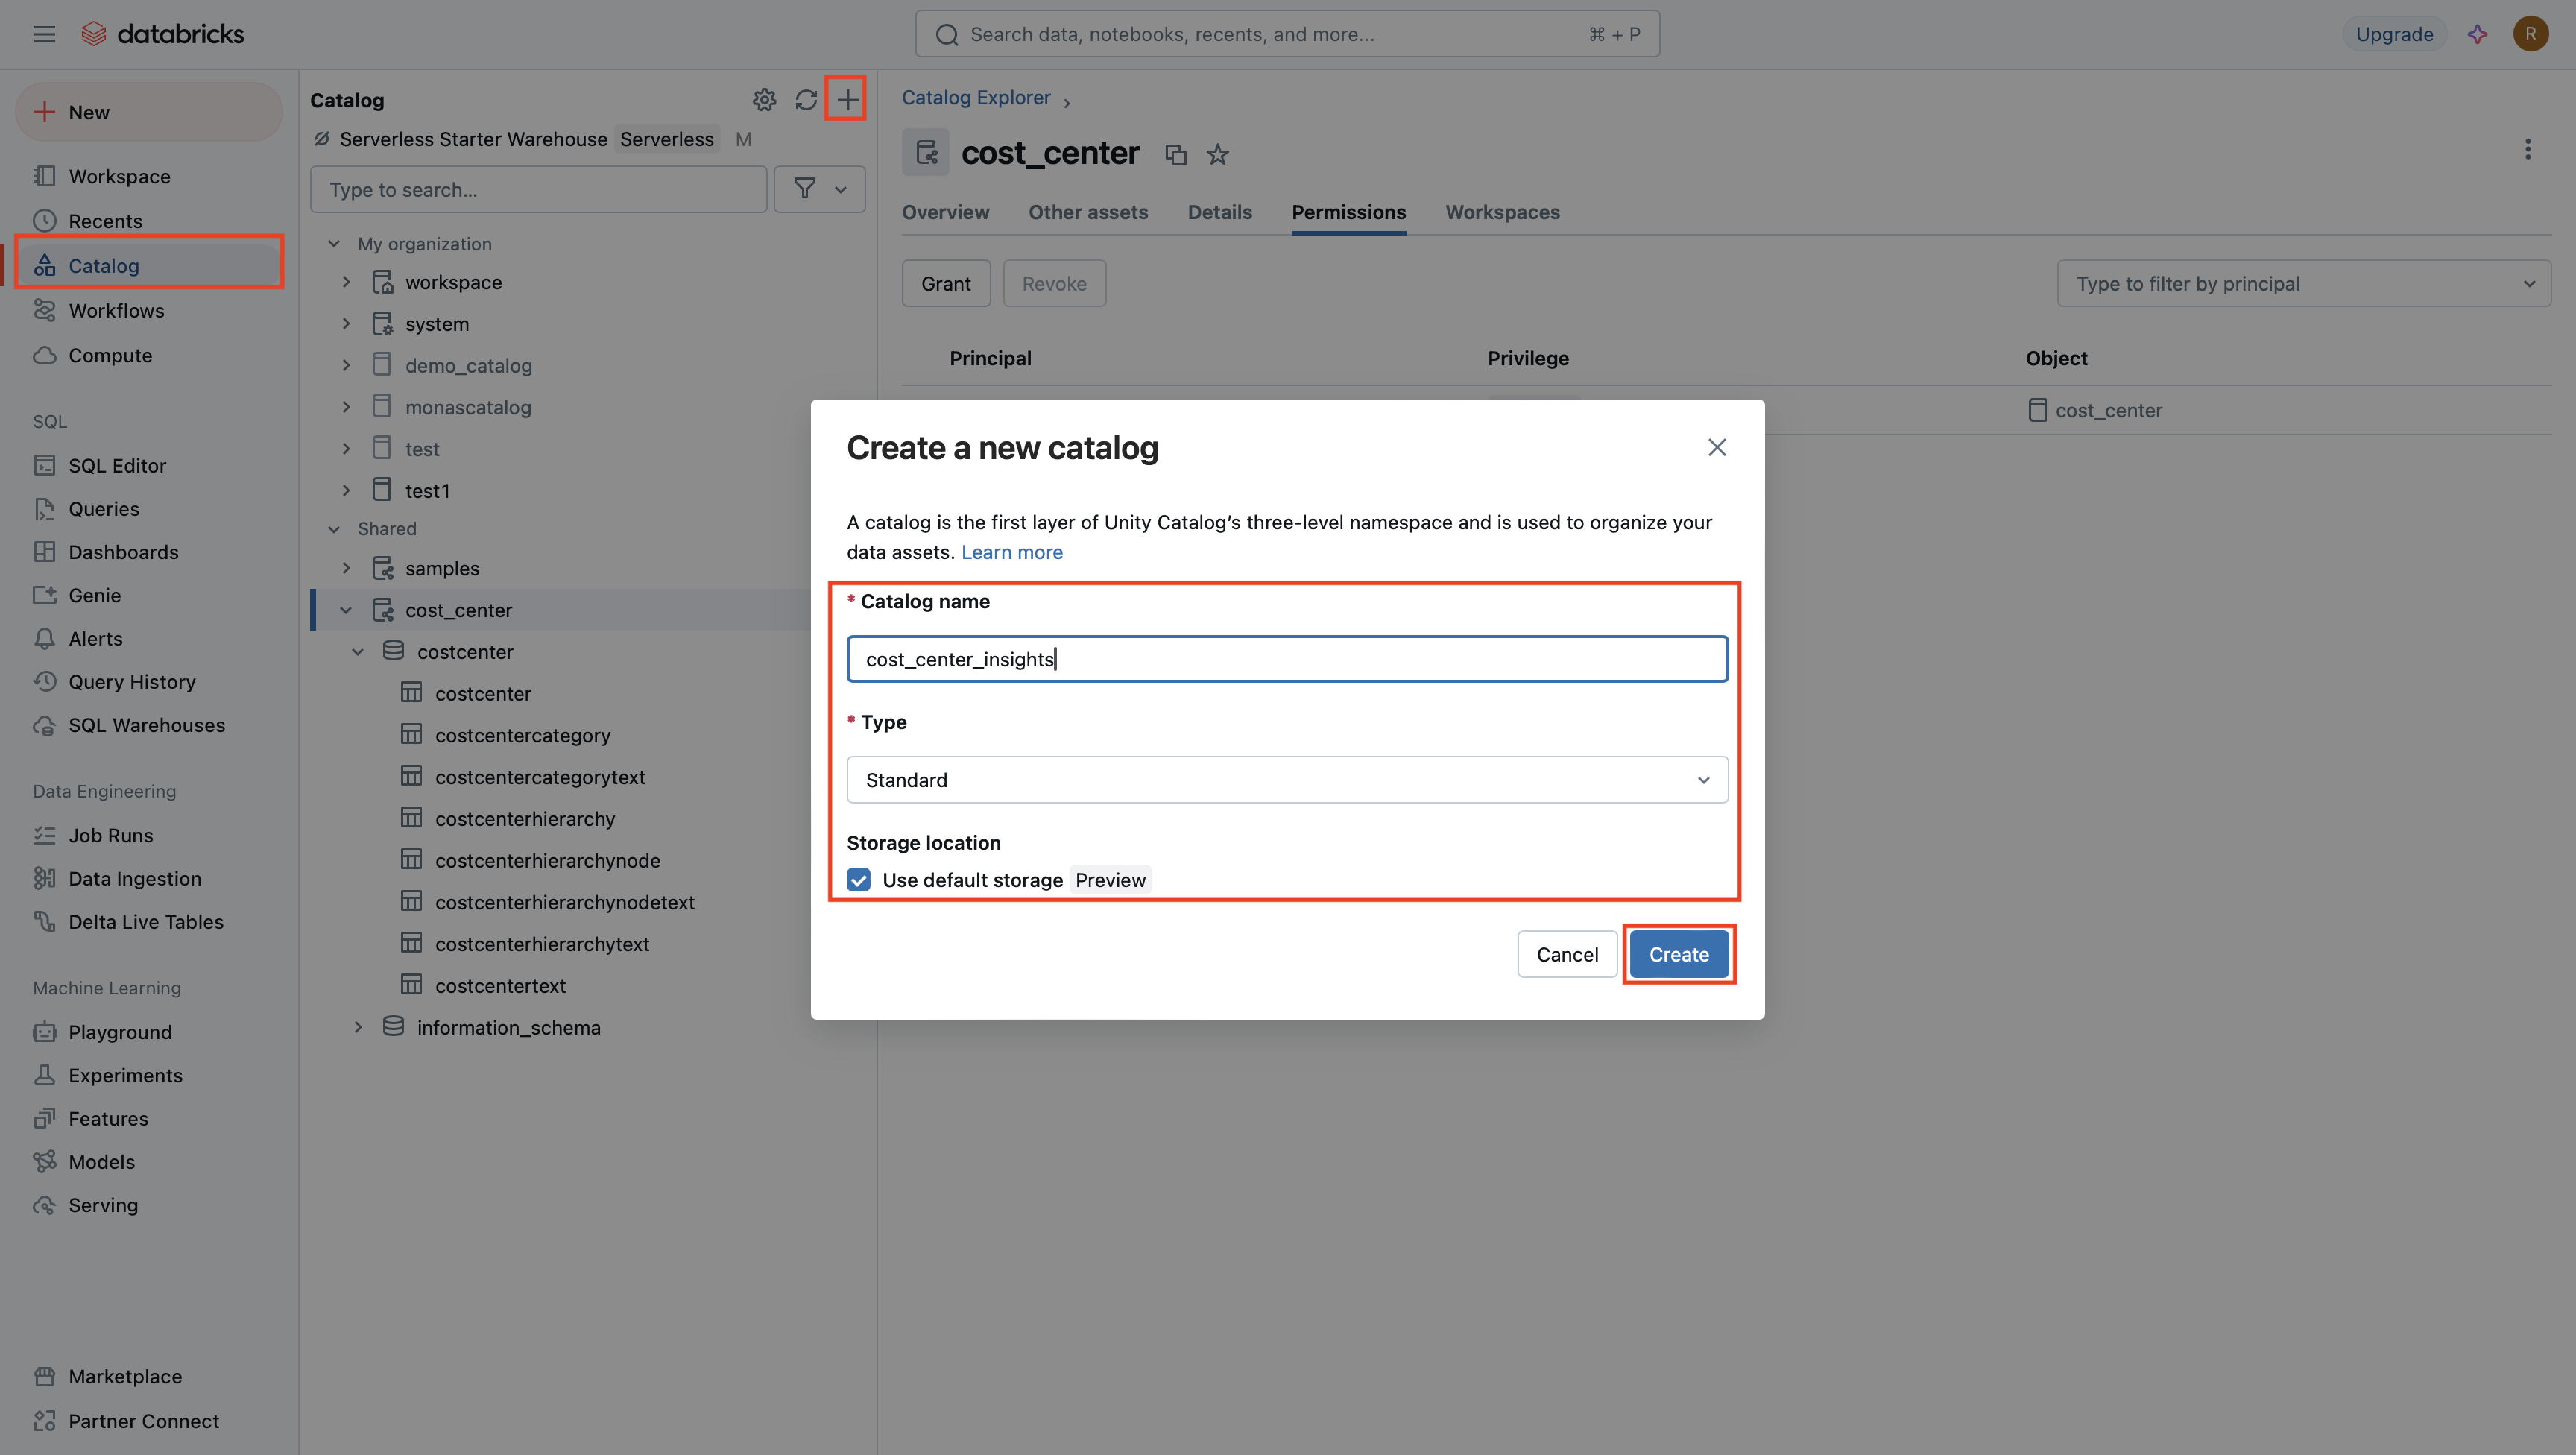 databricks
Search data, notebooks, recents, and more...
⌘ + P
Upgrade
R
New
Workspace
Recents
Catalog
Workflows
Compute
SQL
SQL Editor
Queries
Dashboards
Genie
Alerts
Query History
SQL Warehouses
Data Engineering
Job Runs
Data Ingestion
Delta Live Tables
Machine Learning
Playground
Experiments
Features
Models
Serving
Marketplace
Partner Connect
Catalog
Serverless Starter Warehouse Serverless M
Type to search...
My organization
workspace
system
demo_catalog
monascatalog
test
test1
Shared
samples
cost_center
costcenter
costcenter
costcentercategory
costcentercategorytext
costcenterhierarchy
costcenterhierarchynode
costcenterhierarchynodetext
costcenterhierarchytext
costcentertext
information_schema
Catalog Explorer
cost_center
Overview Other assets Details Permissions Workspaces
Grant Revoke
Type to filter by principal
Principal Privilege Object
cost_center
Create a new catalog
A catalog is the first layer of Unity Catalog’s three-level namespace and is used to organize your
data assets. Learn more
* Catalog name
cost_center_insights
* Type
Standard
Storage location
Use default storage Preview
Cancel Create